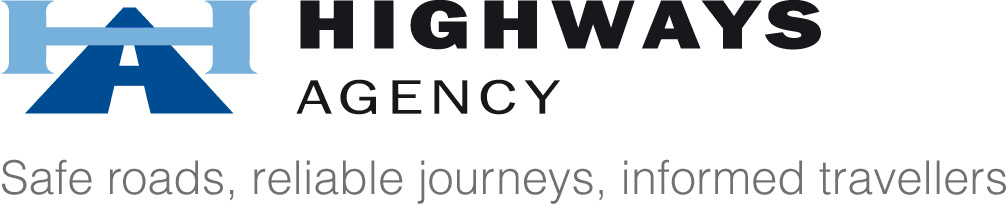 HIGHWAYS
AGENCY
Safe roads, reliable journeys, informed travellers